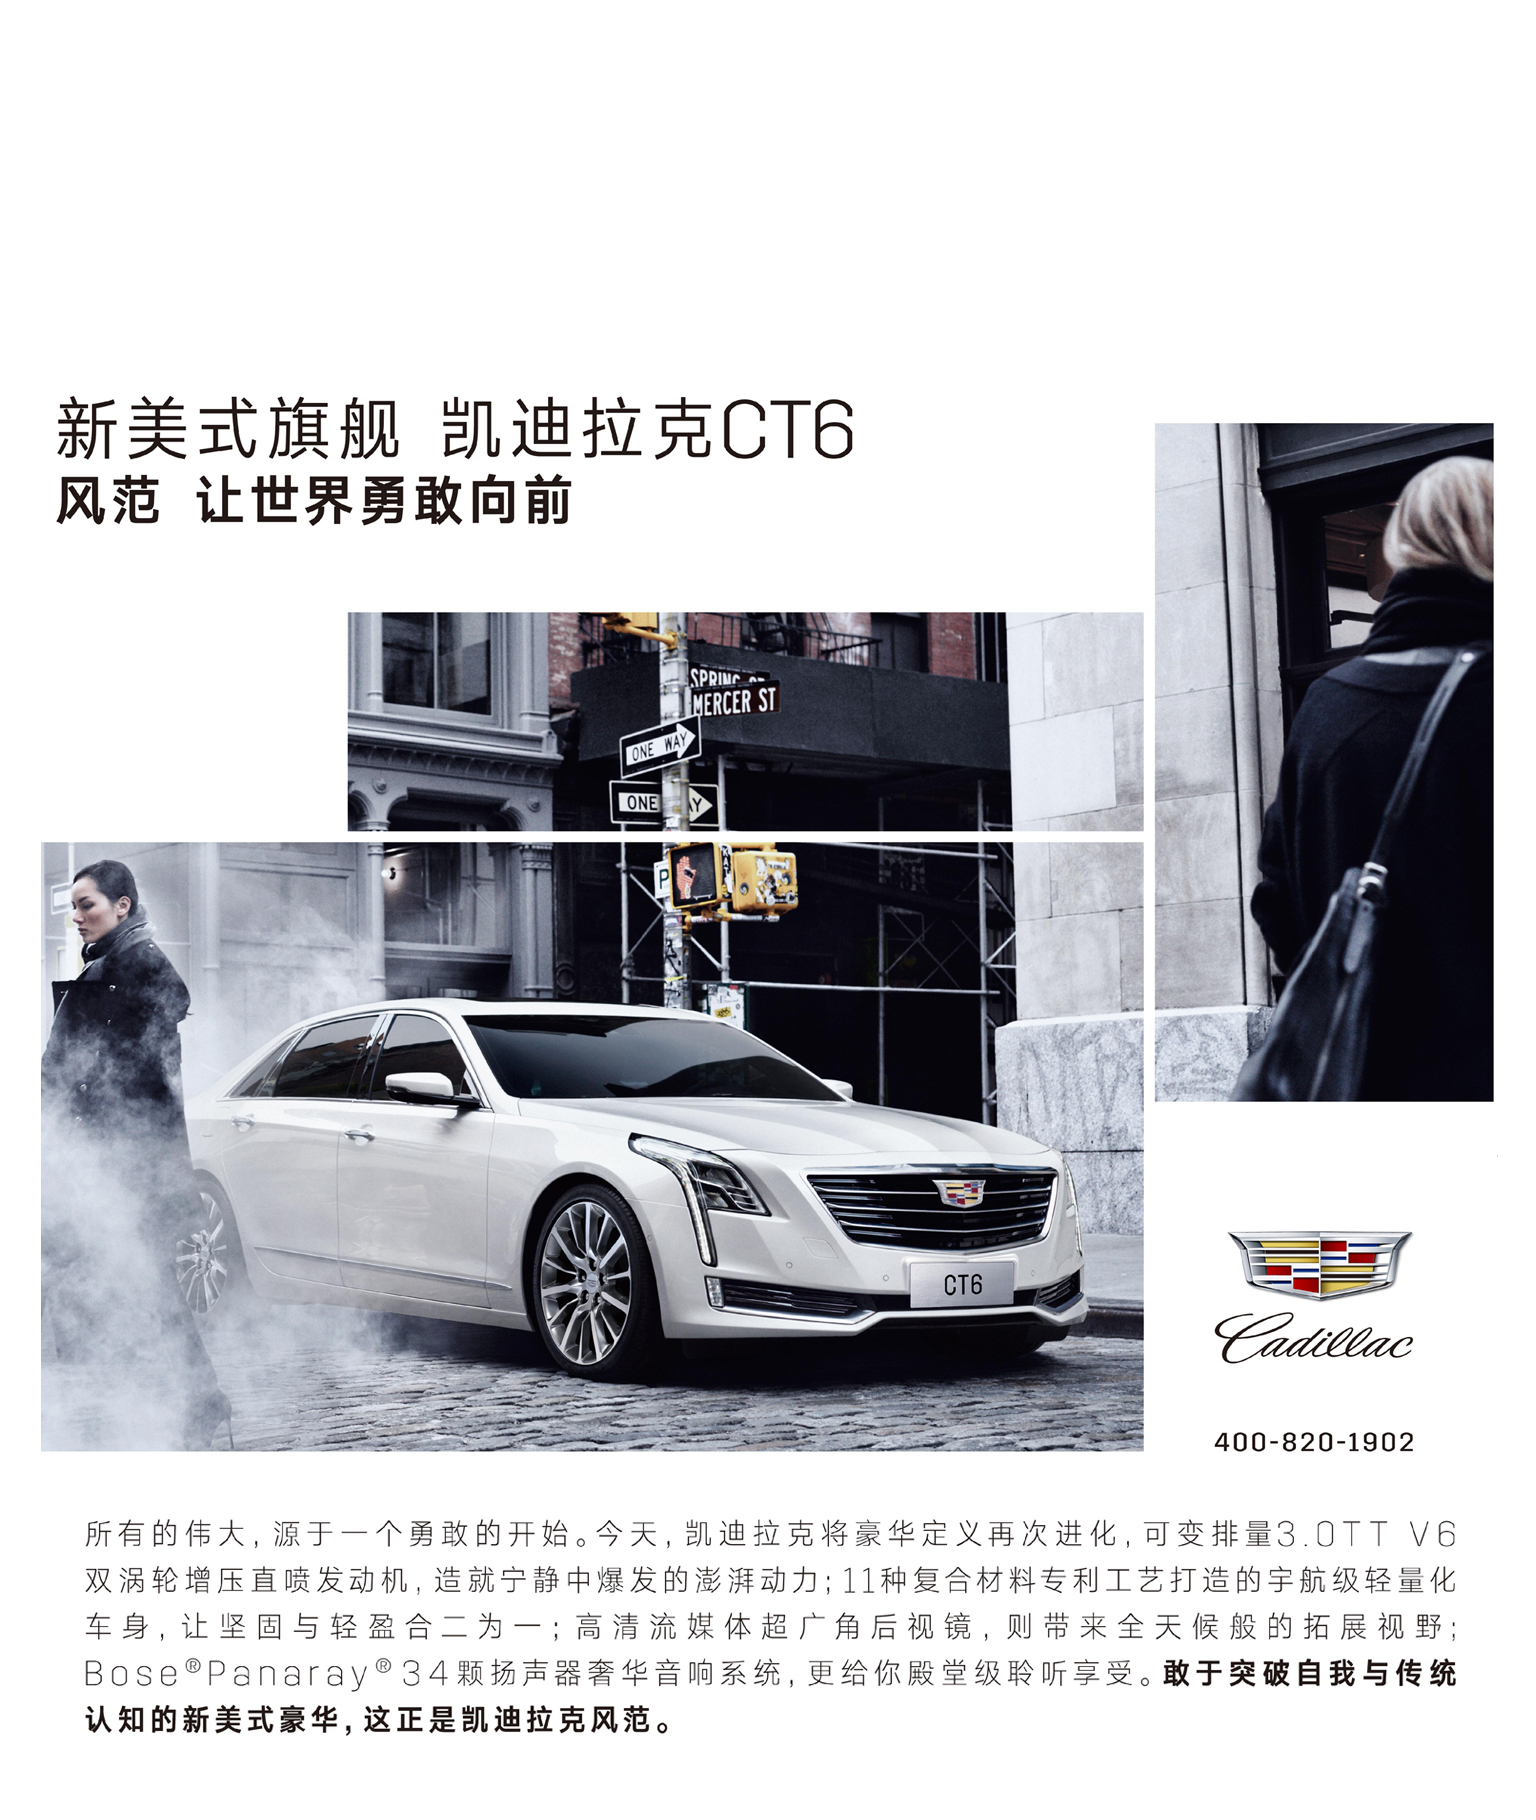 新美式旗舰 凯迪拉克CT6
风范 让世界勇敢向前
SPRING ST
MERCER ST
ONE WAY
ONE WAY
P
CT6
Cadillac
400-820-1902
所有的伟大,源于一个勇敢的开始。今天,凯迪拉克将豪华定义再次进化,可变排量3.0TT V6
双涡轮增压直喷发动机,造就宁静中爆发的澎湃动力;11种复合材料专利工艺打造的宇航级轻量化
车身,让坚固与轻盈合二为一;高清流媒体超广角后视镜,则带来全天候般的拓展视野;
Bose®Panaray®34颗扬声器奢华音响系统,更给你殿堂级聆听享受。敢于突破自我与传统
认知的新美式豪华,这正是凯迪拉克风范。